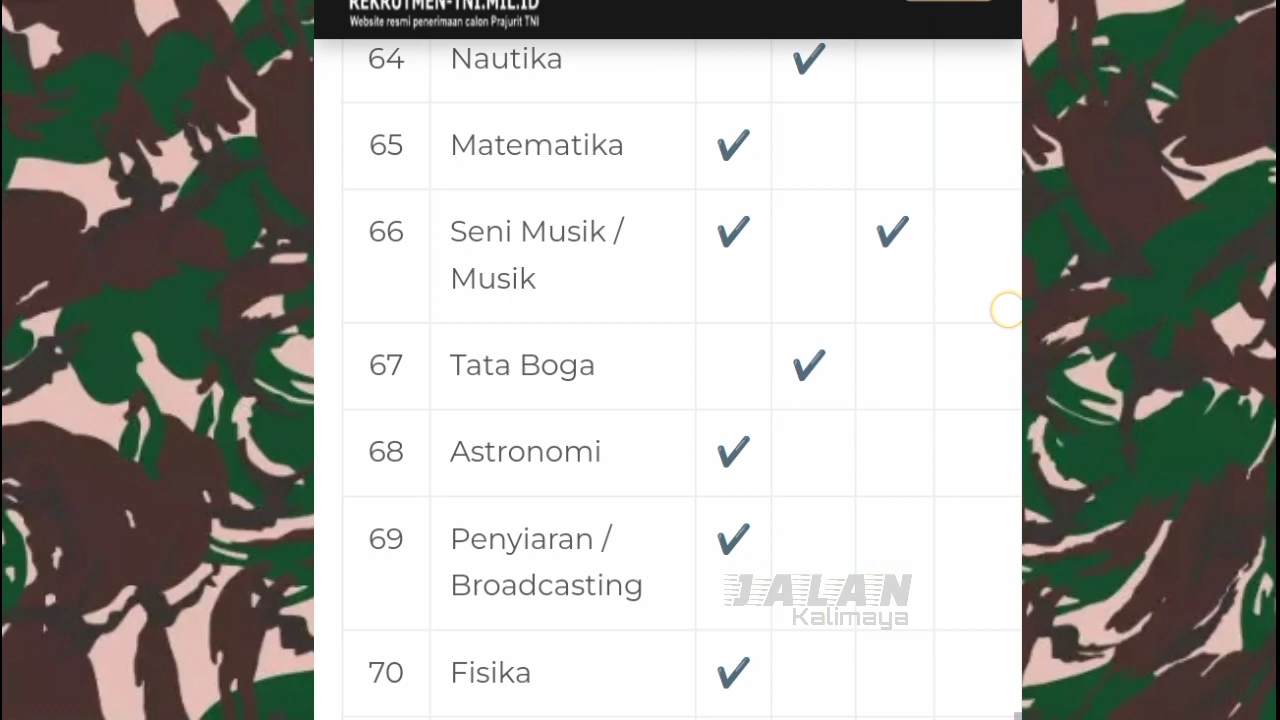 REKRUTMEN-TNI.MIL.ID
Website resmi penerimaan calon Prajurit TNI
64 Nautika ✔
65 Matematika ✔
66 Seni Musik / ✔ ✔
Musik
67 Tata Boga ✔
68 Astronomi ✔
69 Penyiaran / ✔
Broadcasting
JALAN
Kalimaya
70 Fisika ✔